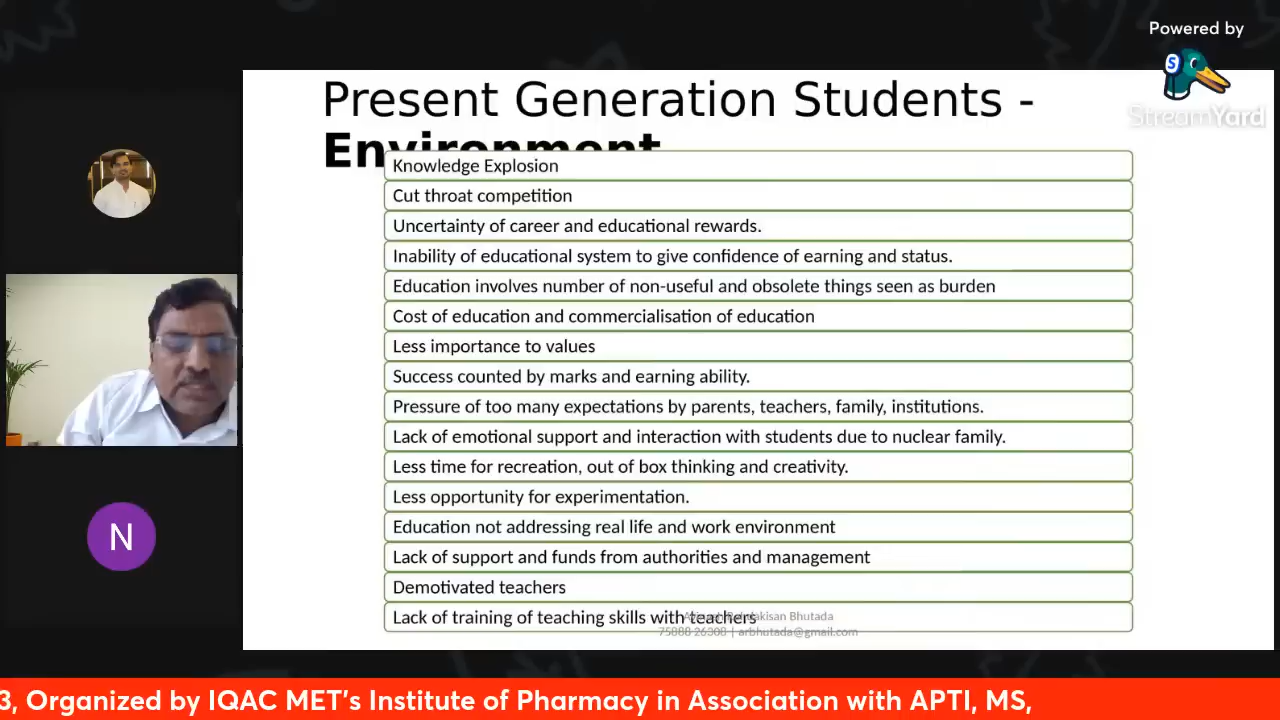 Powered by
S
StreamYard
Present Generation Students -
Environment
Knowledge Explosion
Cut throat competition
Uncertainty of career and educational rewards.
Inability of educational system to give confidence of earning and status.
Education involves number of non-useful and obsolete things seen as burden
Cost of education and commercialisation of education
Less importance to values
Success counted by marks and earning ability.
Pressure of too many expectations by parents, teachers, family, institutions.
Lack of emotional support and interaction with students due to nuclear family.
Less time for recreation, out of box thinking and creativity.
Less opportunity for experimentation.
Education not addressing real life and work environment
Lack of support and funds from authorities and management
Demotivated teachers
Lack of training of teaching skills with teachers
Bhutada
75888 26308 | arbhutada@gmail.com
N
3, Organized by IQAC MET's Institute of Pharmacy in Association with APTI, MS,